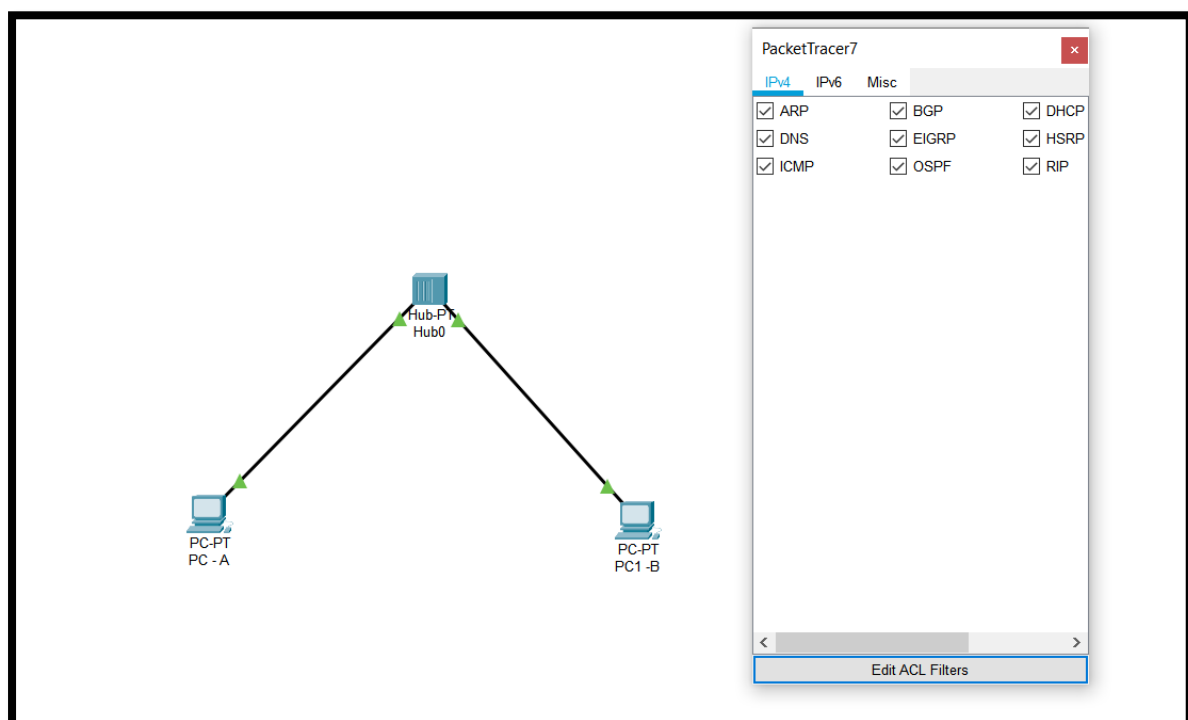 PacketTracer7
IPv4 IPv6 Misc
ARP BGP DHCP
DNS EIGRP HSRP
ICMP OSPF RIP
Hub-PT
Hub0
PC-PT
PC - A
PC-PT
PC1 -B
Edit ACL Filters